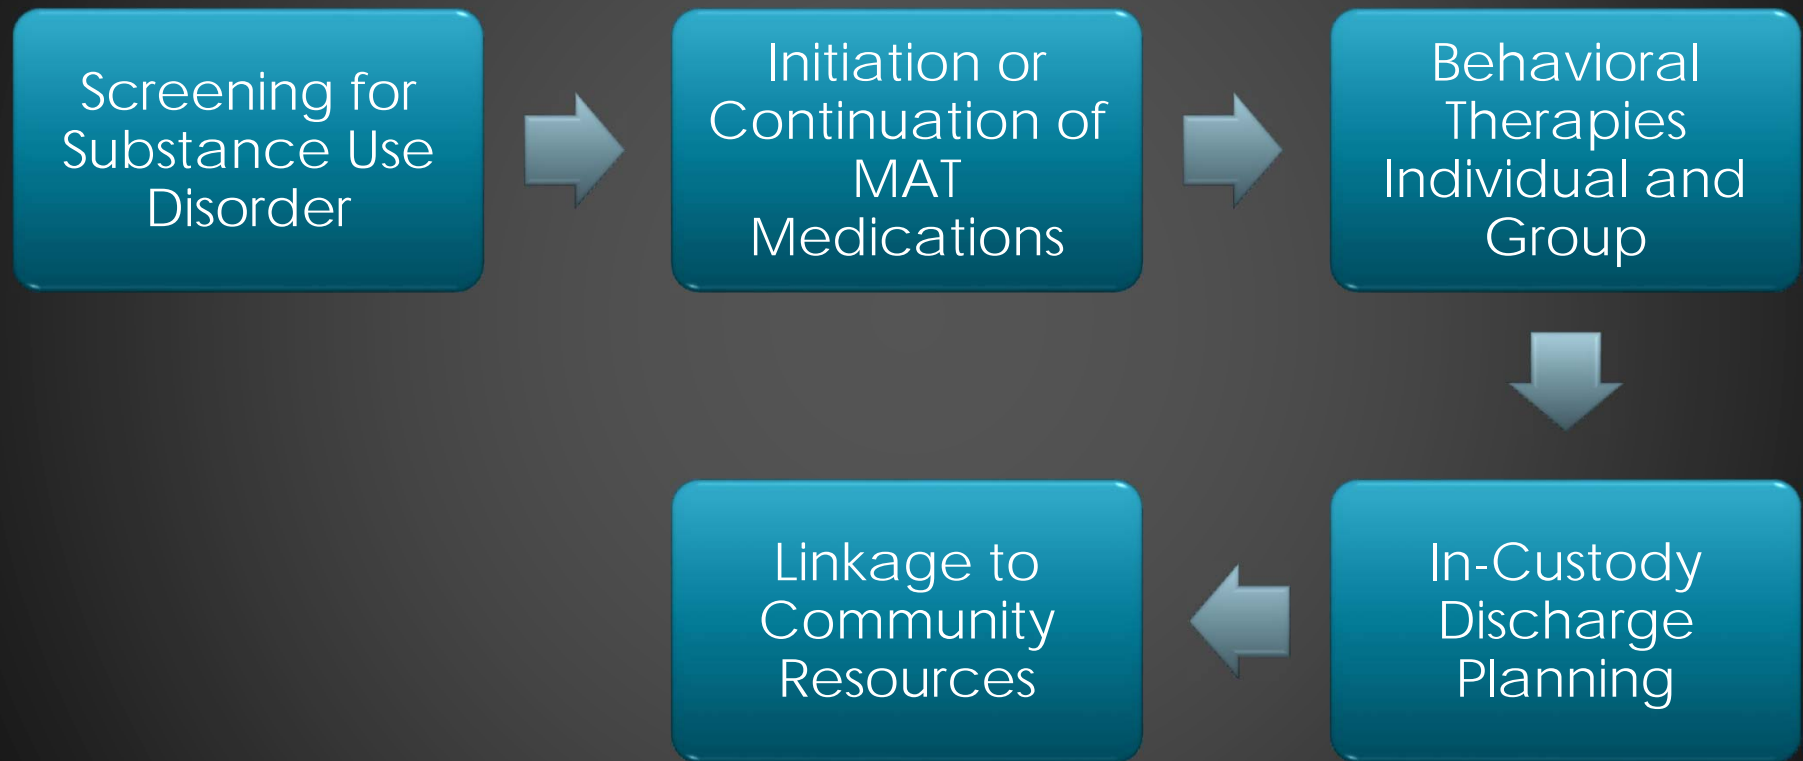 Screening for
Substance Use
Disorder
Initiation or
Continuation of
MAT
Medications
Behavioral
Therapies
Individual and
Group
In-Custody
Discharge
Planning
Linkage to
Community
Resources